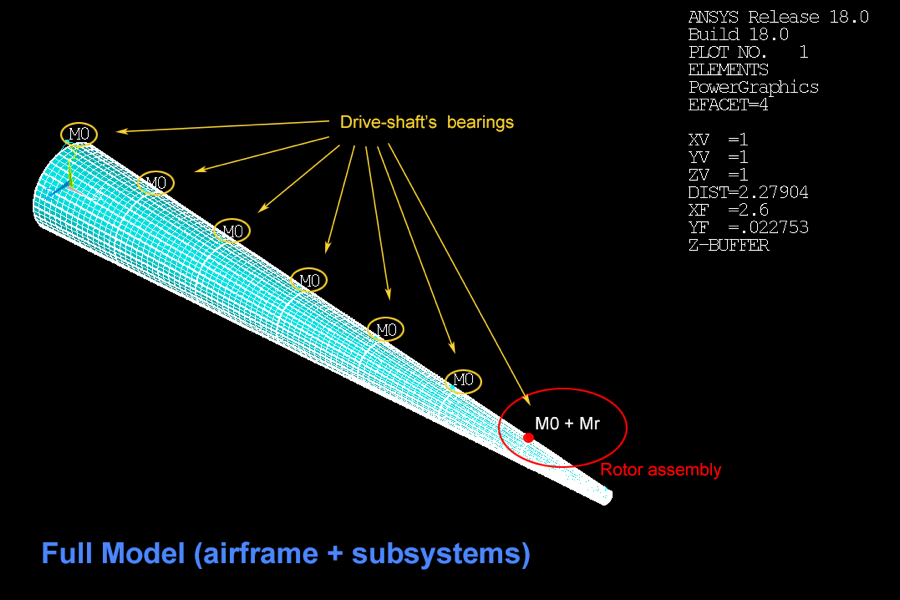 ANSYS Release 18.0
Build 18.0
PLOT NO.   1
ELEMENTS
PowerGraphics
EFACET=4
XV  =1
YV  =1
ZV  =1
DIST=2.27904
XF  =2.6
YF  =.022753
Z-BUFFER
Drive-shaft's bearings
M0
M0
M0
M0
M0
M0
M0 + Mr
Rotor assembly
Full Model (airframe + subsystems)